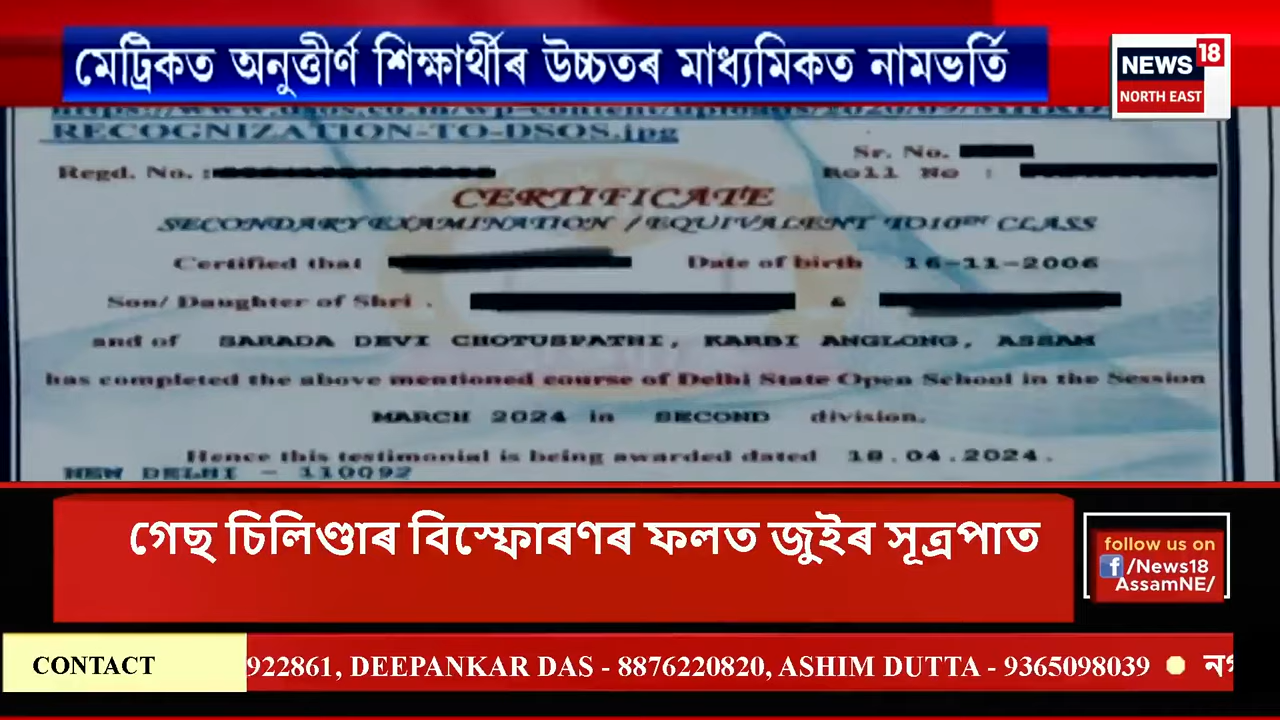 মেট্ৰিকত অনুত্তীৰ্ণ শিক্ষাৰ্থীৰ উচ্চতৰ মাধ্যমিকত নামভৰ্তি
NEWS 18
NORTH EAST
RECOGNIZATION-TO-DSOS.jpg
Sr. No.
Regd. No. :
Roll No :
CERTIFICATE
SECONDARY EXAMINATION / EQUIVALENT TO 10TH CLASS
Certified that Date of birth 16-11-2006
Son/ Daughter of Shri . &
and of SARADA DEVI CHOTUSPATHI, KARBI ANGLONG, ASSAM
has completed the above mentioned course of Delhi State Open School in the Session
MARCH 2024 in SECOND division.
Hence this testimonial is being awarded dated 18.04.2024.
NEW DELHI - 110092
গেছ চিলিণ্ডাৰ বিস্ফোৰণৰ ফলত জুইৰ সূত্ৰপাত
follow us on
/News18
AssamNE/
CONTACT 922861, DEEPANKAR DAS - 8876220820, ASHIM DUTTA - 9365098039